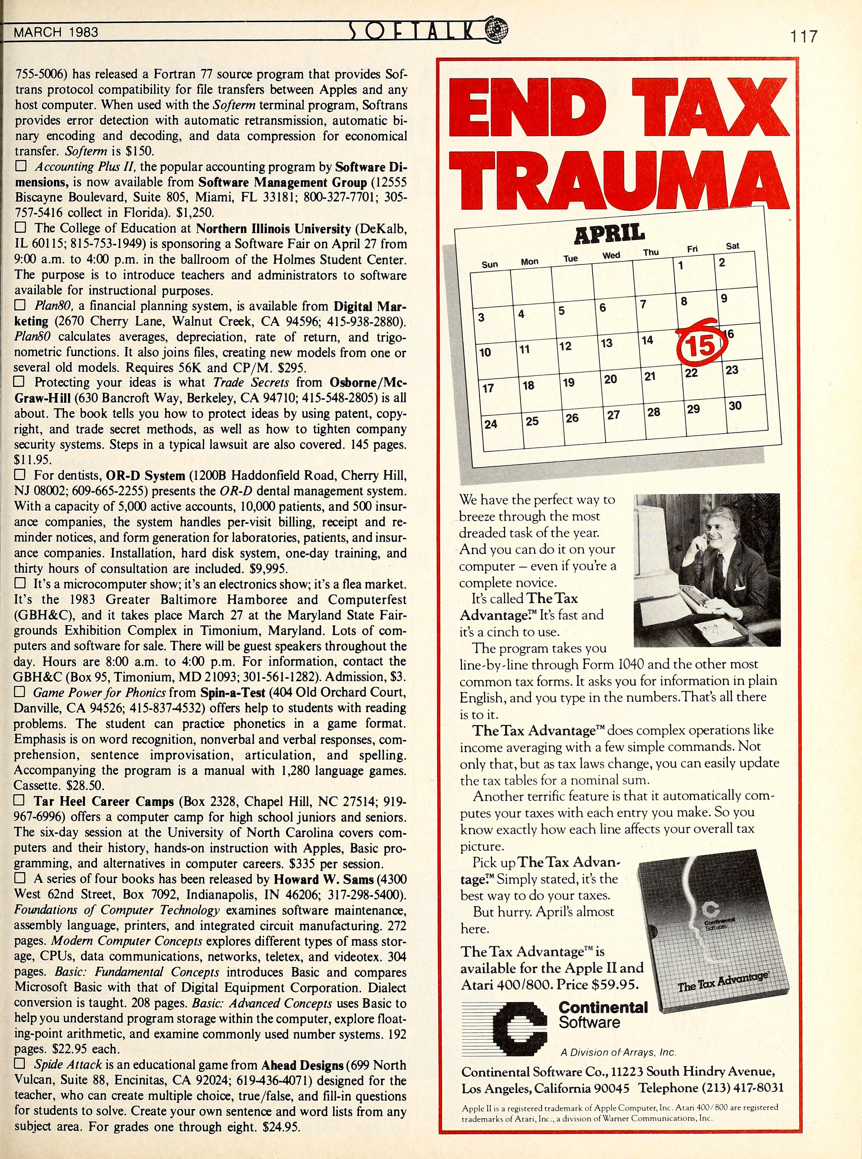 MARCH 1983
SOFTALK
117
755-5006) has released a Fortran 77 source program that provides Sof-
trans protocol compatibility for file transfers between Apples and any
host computer. When used with the Softerm terminal program, Softrans
provides error detection with automatic retransmission, automatic bi-
nary encoding and decoding, and data compression for economical
transfer. Softerm is $150.
☐ Accounting Plus II, the popular accounting program by Software Di-
mensions, is now available from Software Management Group (12555
Biscayne Boulevard, Suite 805, Miami, FL 33181; 800-327-7701; 305-
757-5416 collect in Florida). $1,250.
☐ The College of Education at Northern Illinois University (DeKalb,
IL 60115; 815-753-1949) is sponsoring a Software Fair on April 27 from
9:00 a.m. to 4:00 p.m. in the ballroom of the Holmes Student Center.
The purpose is to introduce teachers and administrators to software
available for instructional purposes.
☐ Plan80, a financial planning system, is available from Digital Mar-
keting (2670 Cherry Lane, Walnut Creek, CA 94596; 415-938-2880).
Plan80 calculates averages, depreciation, rate of return, and trigo-
nometric functions. It also joins files, creating new models from one or
several old models. Requires 56K and CP/M. $295.
☐ Protecting your ideas is what Trade Secrets from Osborne/Mc-
Graw-Hill (630 Bancroft Way, Berkeley, CA 94710; 415-548-2805) is all
about. The book tells you how to protect ideas by using patent, copy-
right, and trade secret methods, as well as how to tighten company
security systems. Steps in a typical lawsuit are also covered. 145 pages.
$11.95.
☐ For dentists, OR-D System (1200B Haddonfield Road, Cherry Hill,
NJ 08002; 609-665-2255) presents the OR-D dental management system.
With a capacity of 5,000 active accounts, 10,000 patients, and 500 insur-
ance companies, the system handles per-visit billing, receipt and re-
minder notices, and form generation for laboratories, patients, and insur-
ance companies. Installation, hard disk system, one-day training, and
thirty hours of consultation are included. $9,995.
☐ It's a microcomputer show; it's an electronics show; it's a flea market.
It's the 1983 Greater Baltimore Hamboree and Computerfest
(GBH&C), and it takes place March 27 at the Maryland State Fair-
grounds Exhibition Complex in Timonium, Maryland. Lots of com-
puters and software for sale. There will be guest speakers throughout the
day. Hours are 8:00 a.m. to 4:00 p.m. For information, contact the
GBH&C (Box 95, Timonium, MD 21093; 301-561-1282). Admission, $3.
☐ Game Power for Phonics from Spin-a-Test (404 Old Orchard Court,
Danville, CA 94526; 415-837-4532) offers help to students with reading
problems. The student can practice phonetics in a game format.
Emphasis is on word recognition, nonverbal and verbal responses, com-
prehension, sentence improvisation, articulation, and spelling.
Accompanying the program is a manual with 1,280 language games.
Cassette. $28.50.
☐ Tar Heel Career Camps (Box 2328, Chapel Hill, NC 27514; 919-
967-6996) offers a computer camp for high school juniors and seniors.
The six-day session at the University of North Carolina covers com-
puters and their history, hands-on instruction with Apples, Basic pro-
gramming, and alternatives in computer careers. $335 per session.
☐ A series of four books has been released by Howard W. Sams (4300
West 62nd Street, Box 7092, Indianapolis, IN 46206; 317-298-5400).
Foundations of Computer Technology examines software maintenance,
assembly language, printers, and integrated circuit manufacturing. 272
pages. Modern Computer Concepts explores different types of mass stor-
age, CPUs, data communications, networks, teletex, and videotex. 304
pages. Basic: Fundamental Concepts introduces Basic and compares
Microsoft Basic with that of Digital Equipment Corporation. Dialect
conversion is taught. 208 pages. Basic: Advanced Concepts uses Basic to
help you understand program storage within the computer, explore float-
ing-point arithmetic, and examine commonly used number systems. 192
pages. $22.95 each.
☐ Spide Attack is an educational game from Ahead Designs (699 North
Vulcan, Suite 88, Encinitas, CA 92024; 619-436-4071) designed for the
teacher, who can create multiple choice, true/false, and fill-in questions
for students to solve. Create your own sentence and word lists from any
subject area. For grades one through eight. $24.95.
END TAX
TRAUMA
APRIL
Sun Mon Tue Wed Thu Fri Sat
1 2
3 4 5 6 7 8 9
10 11 12 13 14 15 16
17 18 19 20 21 22 23
24 25 26 27 28 29 30
We have the perfect way to
breeze through the most
dreaded task of the year.
And you can do it on your
computer – even if you're a
complete novice.
It's called The Tax
Advantage.™ It's fast and
it's a cinch to use.
The program takes you
line-by-line through Form 1040 and the other most
common tax forms. It asks you for information in plain
English, and you type in the numbers. That's all there
is to it.
The Tax Advantage™ does complex operations like
income averaging with a few simple commands. Not
only that, but as tax laws change, you can easily update
the tax tables for a nominal sum.
Another terrific feature is that it automatically com-
putes your taxes with each entry you make. So you
know exactly how each line affects your overall tax
picture.
Pick up The Tax Advan-
tage.™ Simply stated, it's the
best way to do your taxes.
But hurry. April's almost
here.
The Tax Advantage™ is
available for the Apple II and
Atari 400/800. Price $59.95.
Continental
Software
The Tax Advantage
Continental
Software
A Division of Arrays, Inc.
Continental Software Co., 11223 South Hindry Avenue,
Los Angeles, California 90045 Telephone (213) 417-8031
Apple II is a registered trademark of Apple Computer, Inc. Atari 400/800 are registered
trademarks of Atari, Inc., a division of Warner Communications, Inc.